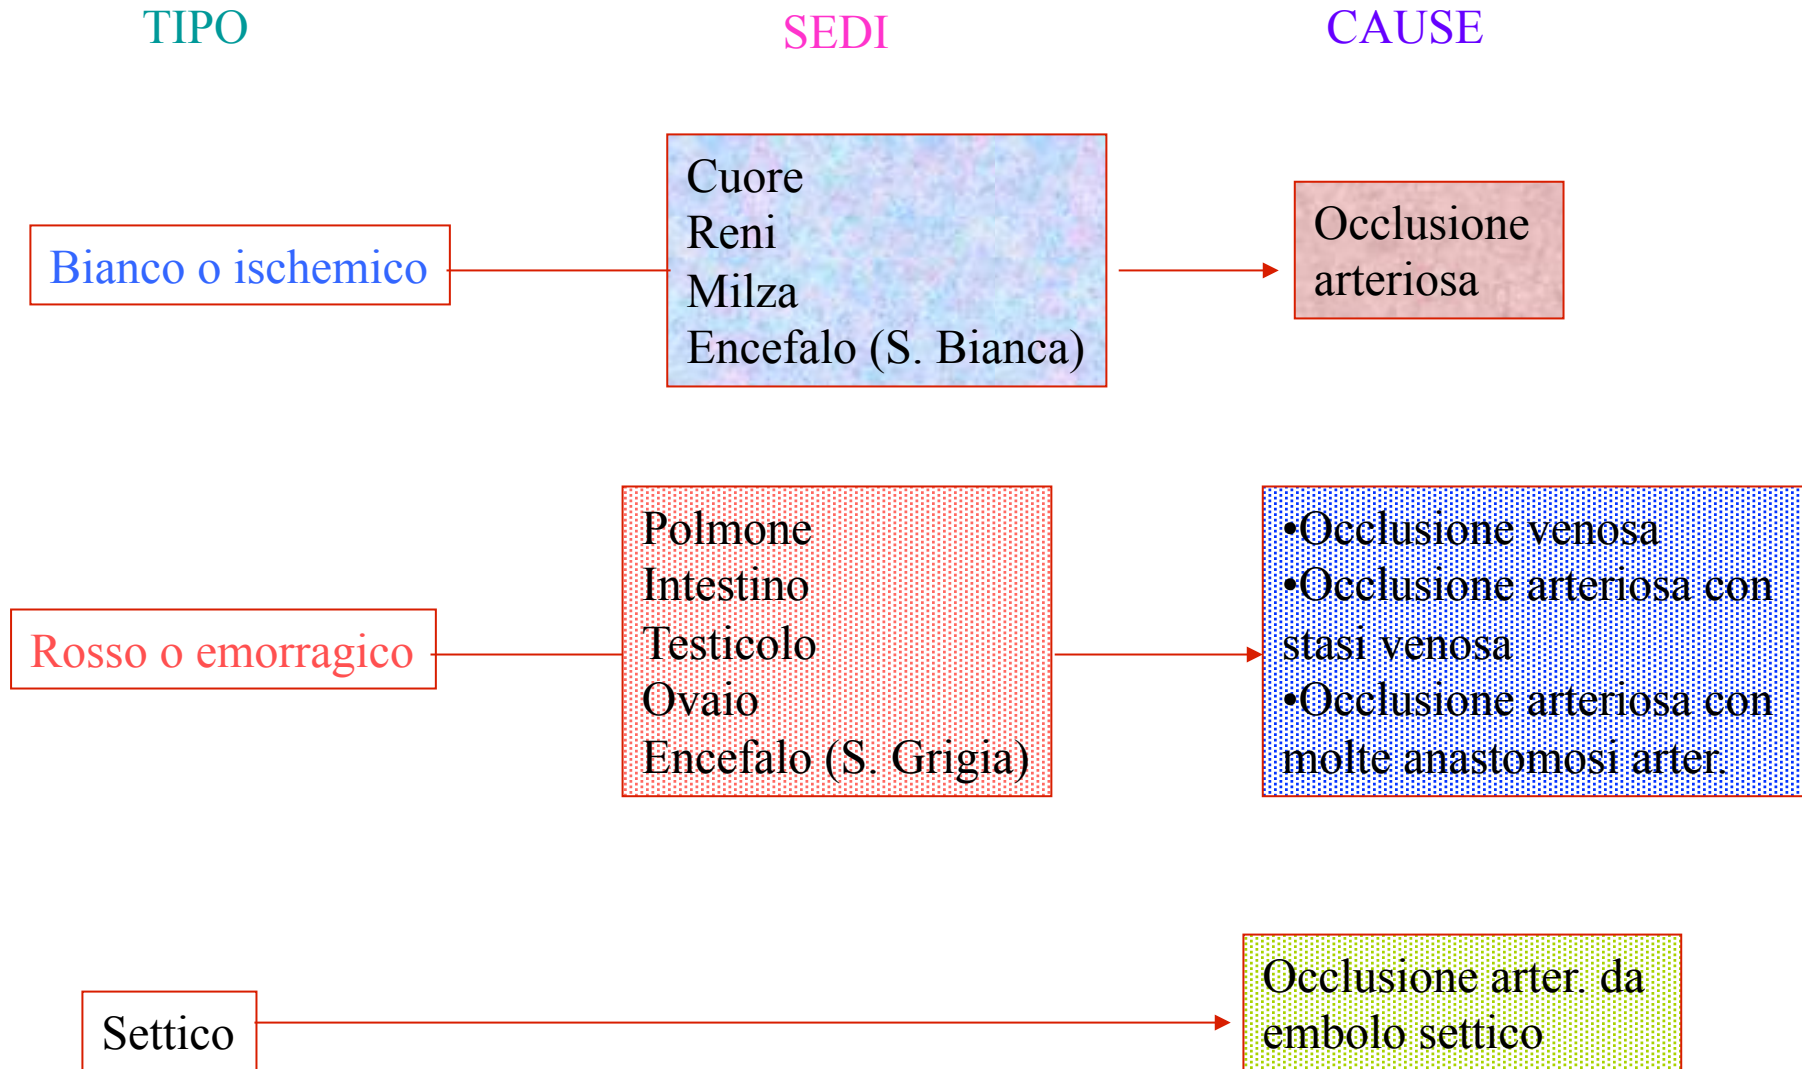 TIPO
SEDI
CAUSE
Bianco o ischemico
Cuore
Reni
Milza
Encefalo (S. Bianca)
Occlusione
arteriosa
Rosso o emorragico
Polmone
Intestino
Testicolo
Ovaio
Encefalo (S. Grigia)
•Occlusione venosa
•Occlusione arteriosa con
stasi venosa
•Occlusione arteriosa con
molte anastomosi arter.
Settico
Occlusione arter. da
embolo settico